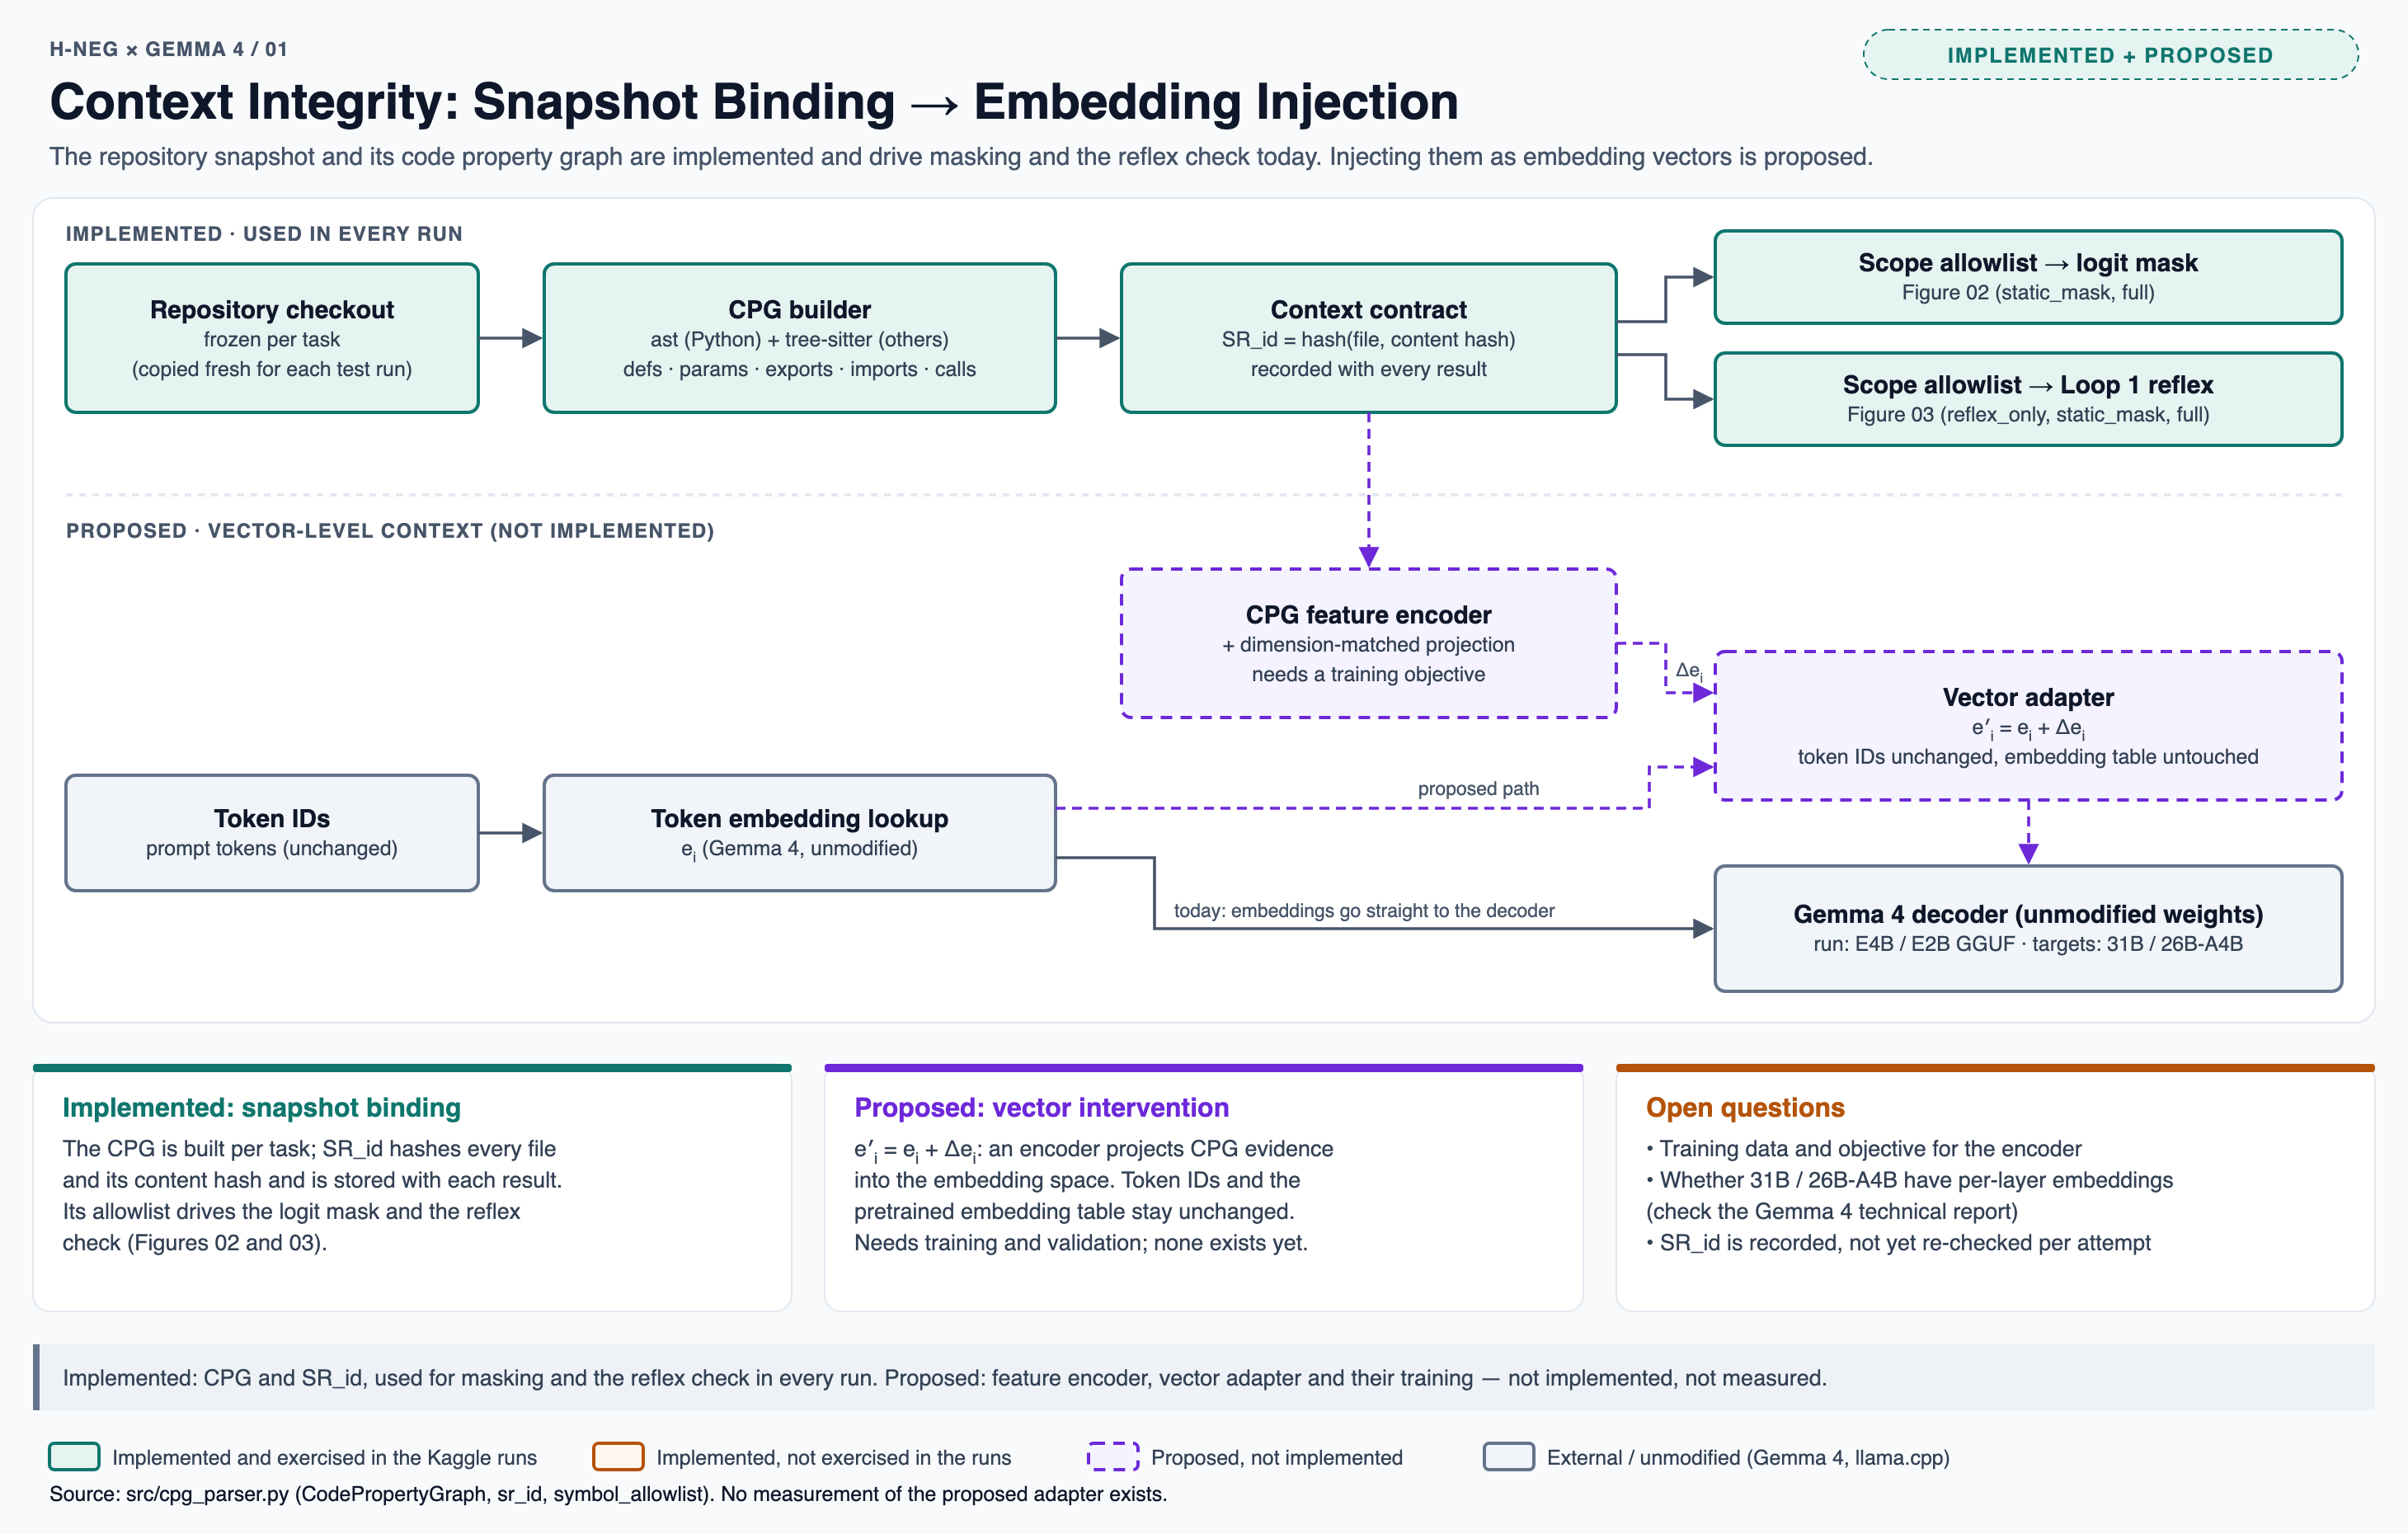 H-NEG × GEMMA 4 / 01
IMPLEMENTED + PROPOSED
Context Integrity: Snapshot Binding → Embedding Injection
The repository snapshot and its code property graph are implemented and drive masking and the reflex check today. Injecting them as embedding vectors is proposed.
IMPLEMENTED · USED IN EVERY RUN
Repository checkout
frozen per task
(copied fresh for each test run)
CPG builder
ast (Python) + tree-sitter (others)
defs · params · exports · imports · calls
Context contract
SR_id = hash(file, content hash)
recorded with every result
Scope allowlist → logit mask
Figure 02 (static_mask, full)
Scope allowlist → Loop 1 reflex
Figure 03 (reflex_only, static_mask, full)
PROPOSED · VECTOR-LEVEL CONTEXT (NOT IMPLEMENTED)
CPG feature encoder
+ dimension-matched projection
needs a training objective
Δeᵢ
Vector adapter
e′ᵢ = eᵢ + Δeᵢ
token IDs unchanged, embedding table untouched
proposed path
Token IDs
prompt tokens (unchanged)
Token embedding lookup
eᵢ (Gemma 4, unmodified)
today: embeddings go straight to the decoder
Gemma 4 decoder (unmodified weights)
run: E4B / E2B GGUF · targets: 31B / 26B-A4B
Implemented: snapshot binding
The CPG is built per task; SR_id hashes every file
and its content hash and is stored with each result.
Its allowlist drives the logit mask and the reflex
check (Figures 02 and 03).
Proposed: vector intervention
e′ᵢ = eᵢ + Δeᵢ: an encoder projects CPG evidence
into the embedding space. Token IDs and the
pretrained embedding table stay unchanged.
Needs training and validation; none exists yet.
Open questions
• Training data and objective for the encoder
• Whether 31B / 26B-A4B have per-layer embeddings
(check the Gemma 4 technical report)
• SR_id is recorded, not yet re-checked per attempt
Implemented: CPG and SR_id, used for masking and the reflex check in every run. Proposed: feature encoder, vector adapter and their training — not implemented, not measured.
Implemented and exercised in the Kaggle runs
Implemented, not exercised in the runs
Proposed, not implemented
External / unmodified (Gemma 4, llama.cpp)
Source: src/cpg_parser.py (CodePropertyGraph, sr_id, symbol_allowlist). No measurement of the proposed adapter exists.